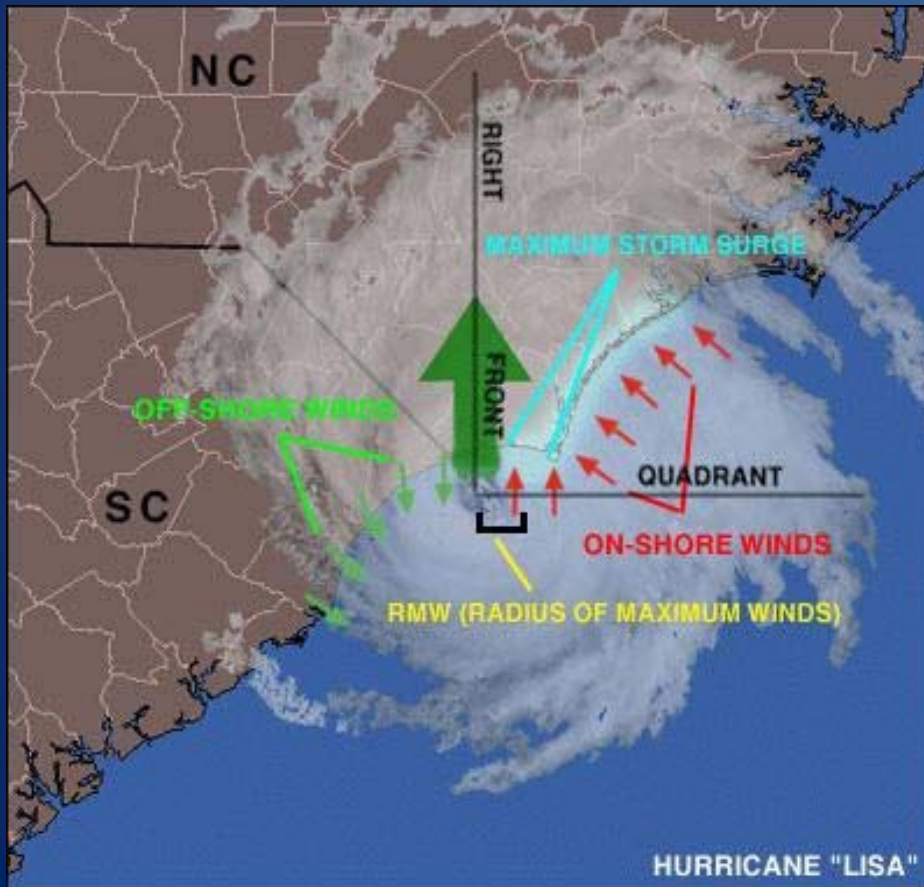 NC
RIGHT
MAXIMUM STORM SURGE
FRONT
OFF-SHORE WINDS
QUADRANT
SC
ON-SHORE WINDS
RMW (RADIUS OF MAXIMUM WINDS)
HURRICANE "LISA"